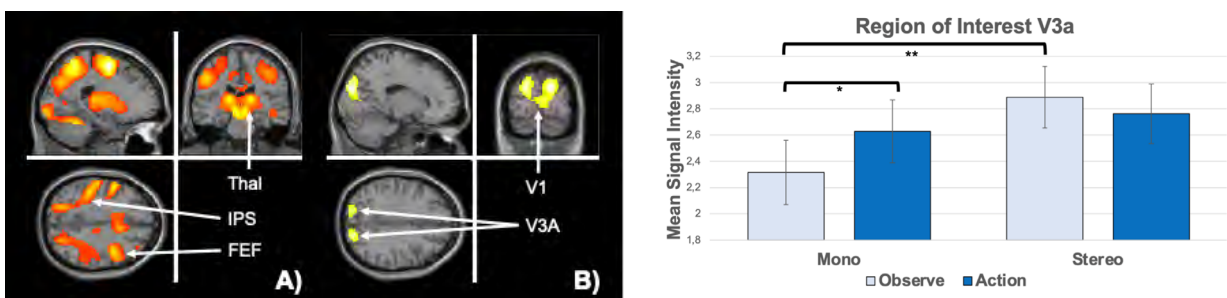 Thal
IPS
FEF
A)
V1
V3A
B)
Region of Interest V3a
Mean Signal Intensity
3,2
3
2,8
2,6
2,4
2,2
2
1,8
**
*
Mono
Stereo
Observe
Action